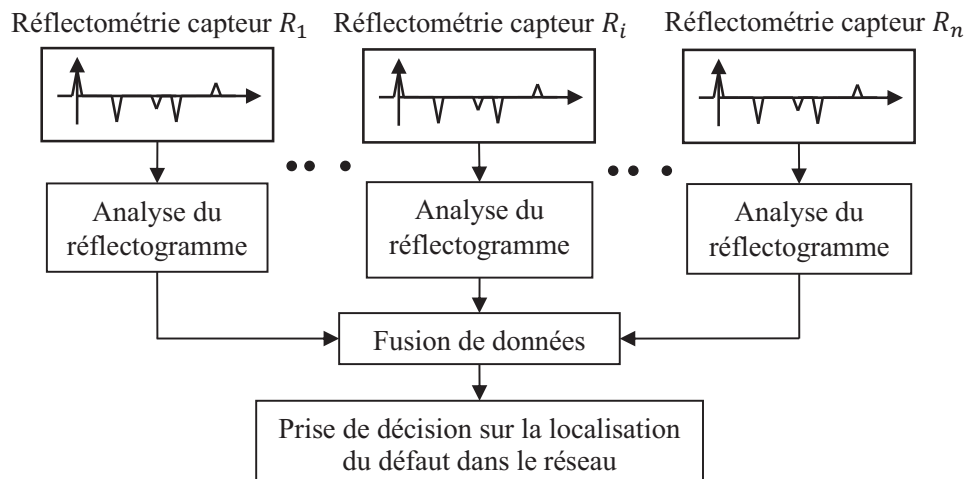 Réflectométrie capteur R₁
Réflectométrie capteur Rᵢ
Réflectométrie capteur Rₙ
Analyse du
réflectogramme
Analyse du
réflectogramme
Analyse du
réflectogramme
Fusion de données
Prise de décision sur la localisation
du défaut dans le réseau